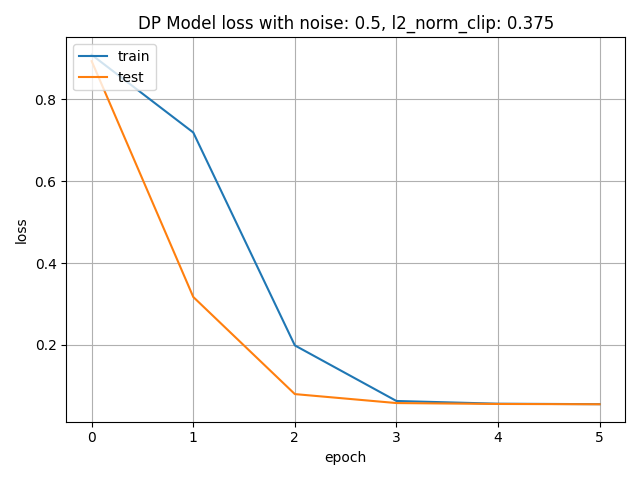 DP Model loss with noise: 0.5, l2_norm_clip: 0.375
train
test
0.8
0.6
0.4
0.2
loss
0 1 2 3 4 5
epoch